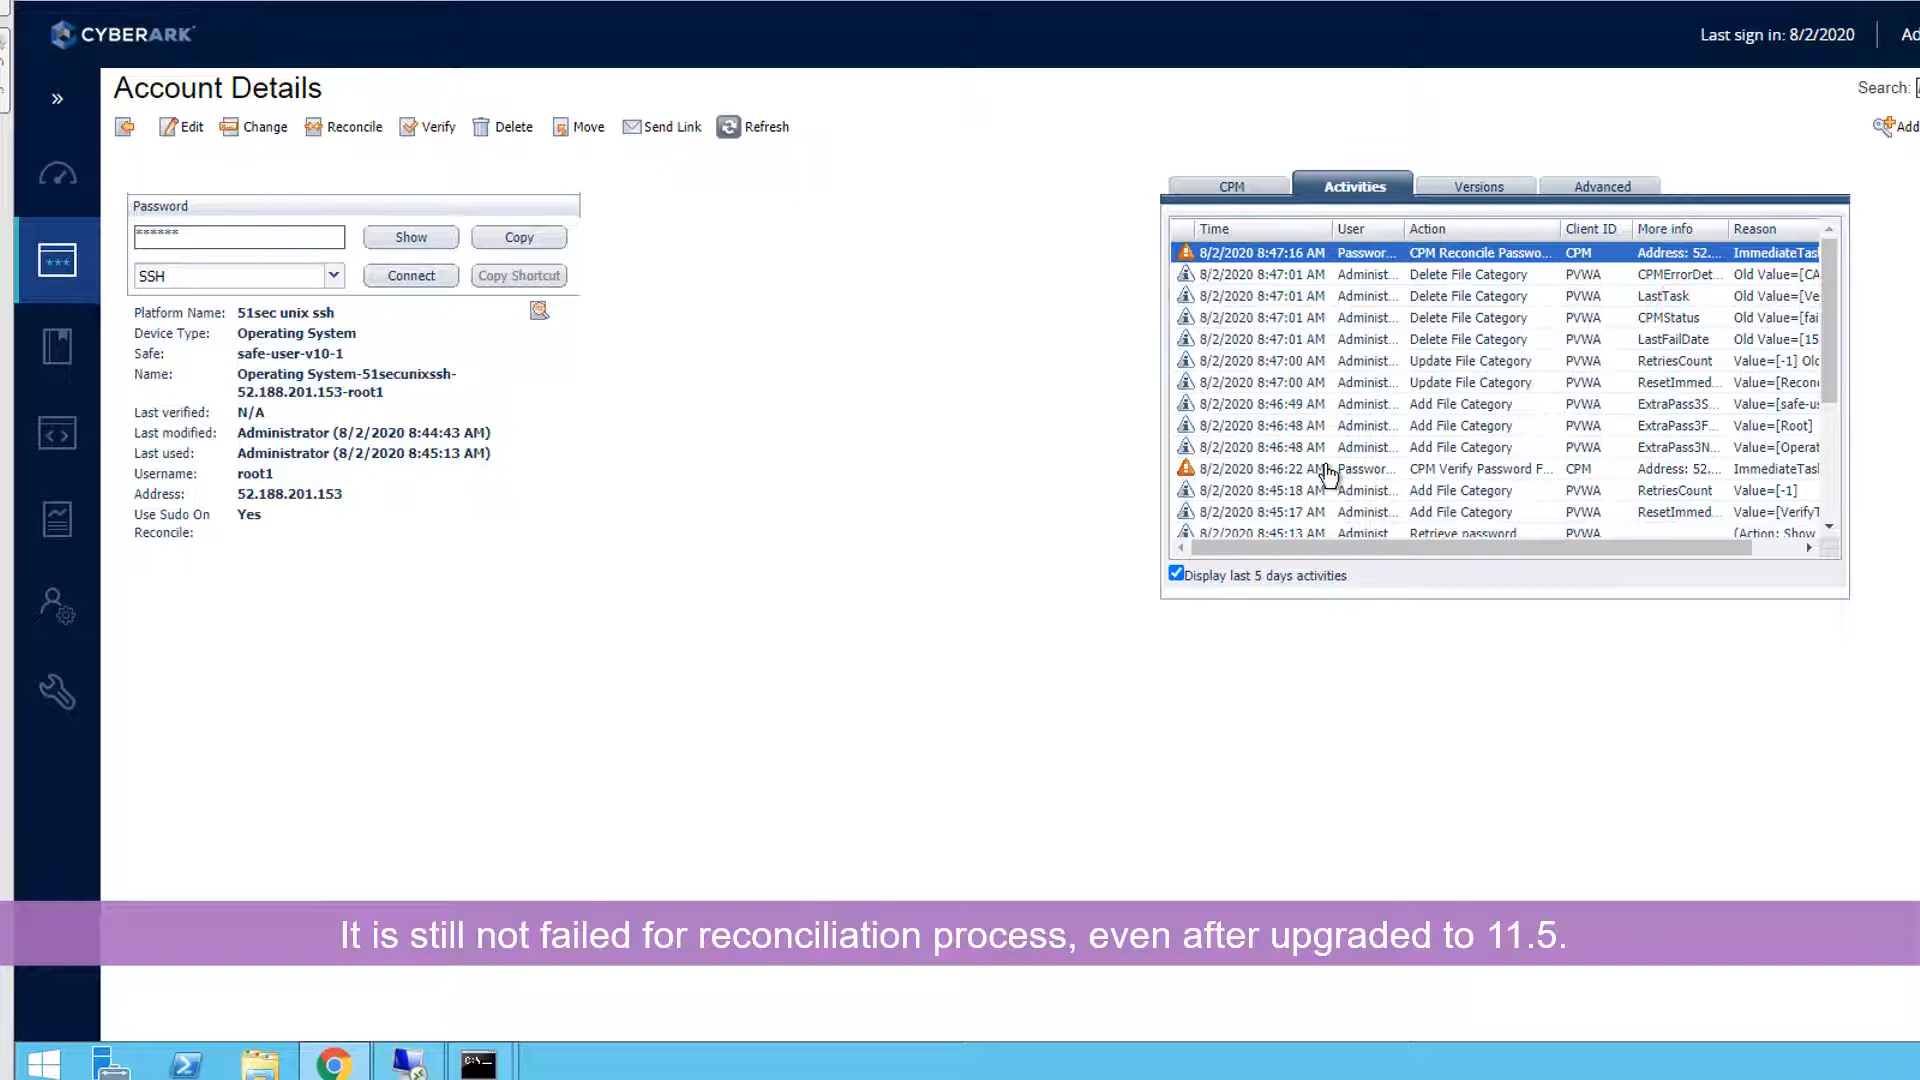 CYBERARK
Last sign in: 8/2/2020
Account Details
Search:
Edit Change Reconcile Verify Delete Move Send Link Refresh
Add
Password
******
Show Copy
SSH
Connect Copy Shortcut
Platform Name: 51sec unix ssh
Device Type: Operating System
Safe: safe-user-v10-1
Name: Operating System-51secunixssh-
52.188.201.153-root1
Last verified: N/A
Last modified: Administrator (8/2/2020 8:44:43 AM)
Last used: Administrator (8/2/2020 8:45:13 AM)
Username: root1
Address: 52.188.201.153
Use Sudo On Yes
Reconcile:
CPM Activities Versions Advanced
Time User Action Client ID More info Reason
8/2/2020 8:47:16 AM Passwor... CPM Reconcile Passwo... CPM Address: 52.... ImmediateTas
8/2/2020 8:47:01 AM Administ... Delete File Category PVWA CPMErrorDet... Old Value=[CA
8/2/2020 8:47:01 AM Administ... Delete File Category PVWA LastTask Old Value=[Ve
8/2/2020 8:47:01 AM Administ... Delete File Category PVWA CPMStatus Old Value=[fai
8/2/2020 8:47:01 AM Administ... Delete File Category PVWA LastFailDate Old Value=[15
8/2/2020 8:47:00 AM Administ... Update File Category PVWA RetriesCount Value=[-1] Ol
8/2/2020 8:47:00 AM Administ... Update File Category PVWA ResetImmed... Value=[Recon
8/2/2020 8:46:49 AM Administ... Add File Category PVWA ExtraPass3S... Value=[safe-u
8/2/2020 8:46:48 AM Administ... Add File Category PVWA ExtraPass3F... Value=[Root]
8/2/2020 8:46:48 AM Administ... Add File Category PVWA ExtraPass3N... Value=[Operat
8/2/2020 8:46:22 AM Passwor... CPM Verify Password F... CPM Address: 52.... ImmediateTas
8/2/2020 8:45:18 AM Administ... Add File Category PVWA RetriesCount Value=[-1]
8/2/2020 8:45:17 AM Administ... Add File Category PVWA ResetImmed... Value=[VerifyT
8/2/2020 8:45:13 AM Administ Retrieve password PVWA (Action: Show
Display last 5 days activities
It is still not failed for reconciliation process, even after upgraded to 11.5.